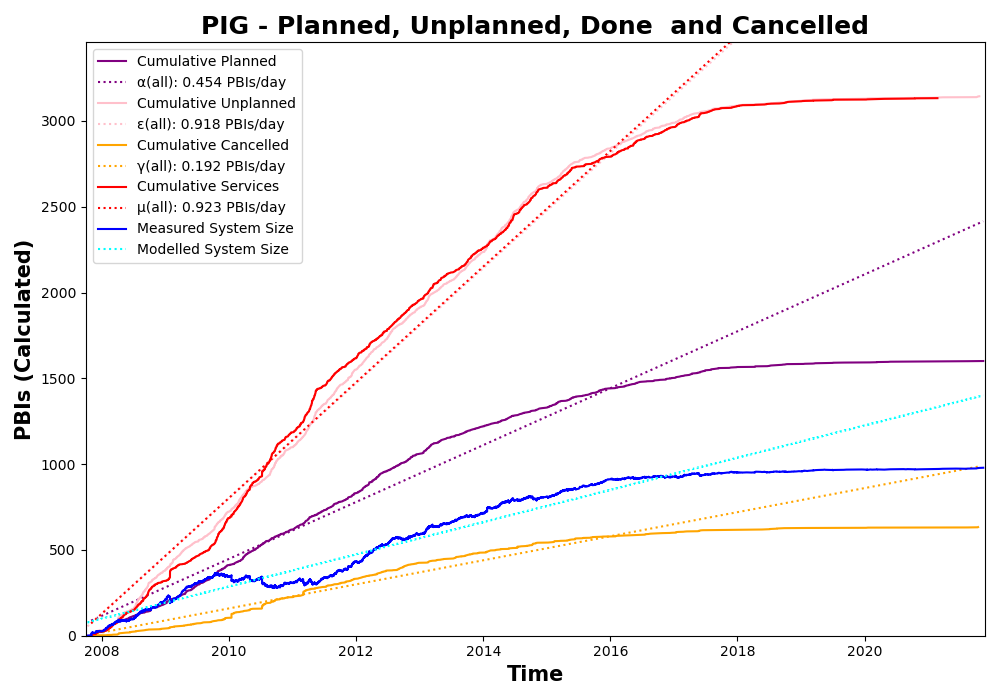 PIG - Planned, Unplanned, Done  and Cancelled
Cumulative Planned
α(all): 0.454 PBIs/day
Cumulative Unplanned
ε(all): 0.918 PBIs/day
Cumulative Cancelled
γ(all): 0.192 PBIs/day
Cumulative Services
μ(all): 0.923 PBIs/day
Measured System Size
Modelled System Size
PBIs (Calculated)
3000
2500
2000
1500
1000
500
0
2008 2010 2012 2014 2016 2018 2020
Time